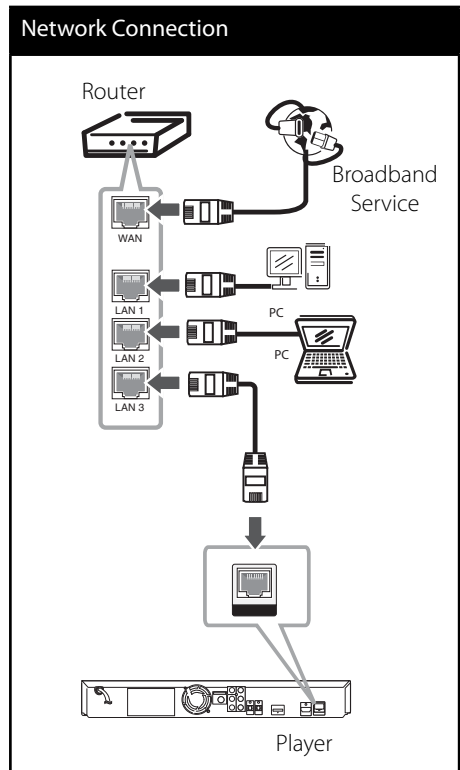 Network Connection
Router
Broadband
Service
WAN
LAN 1
PC
LAN 2
PC
LAN 3
Player